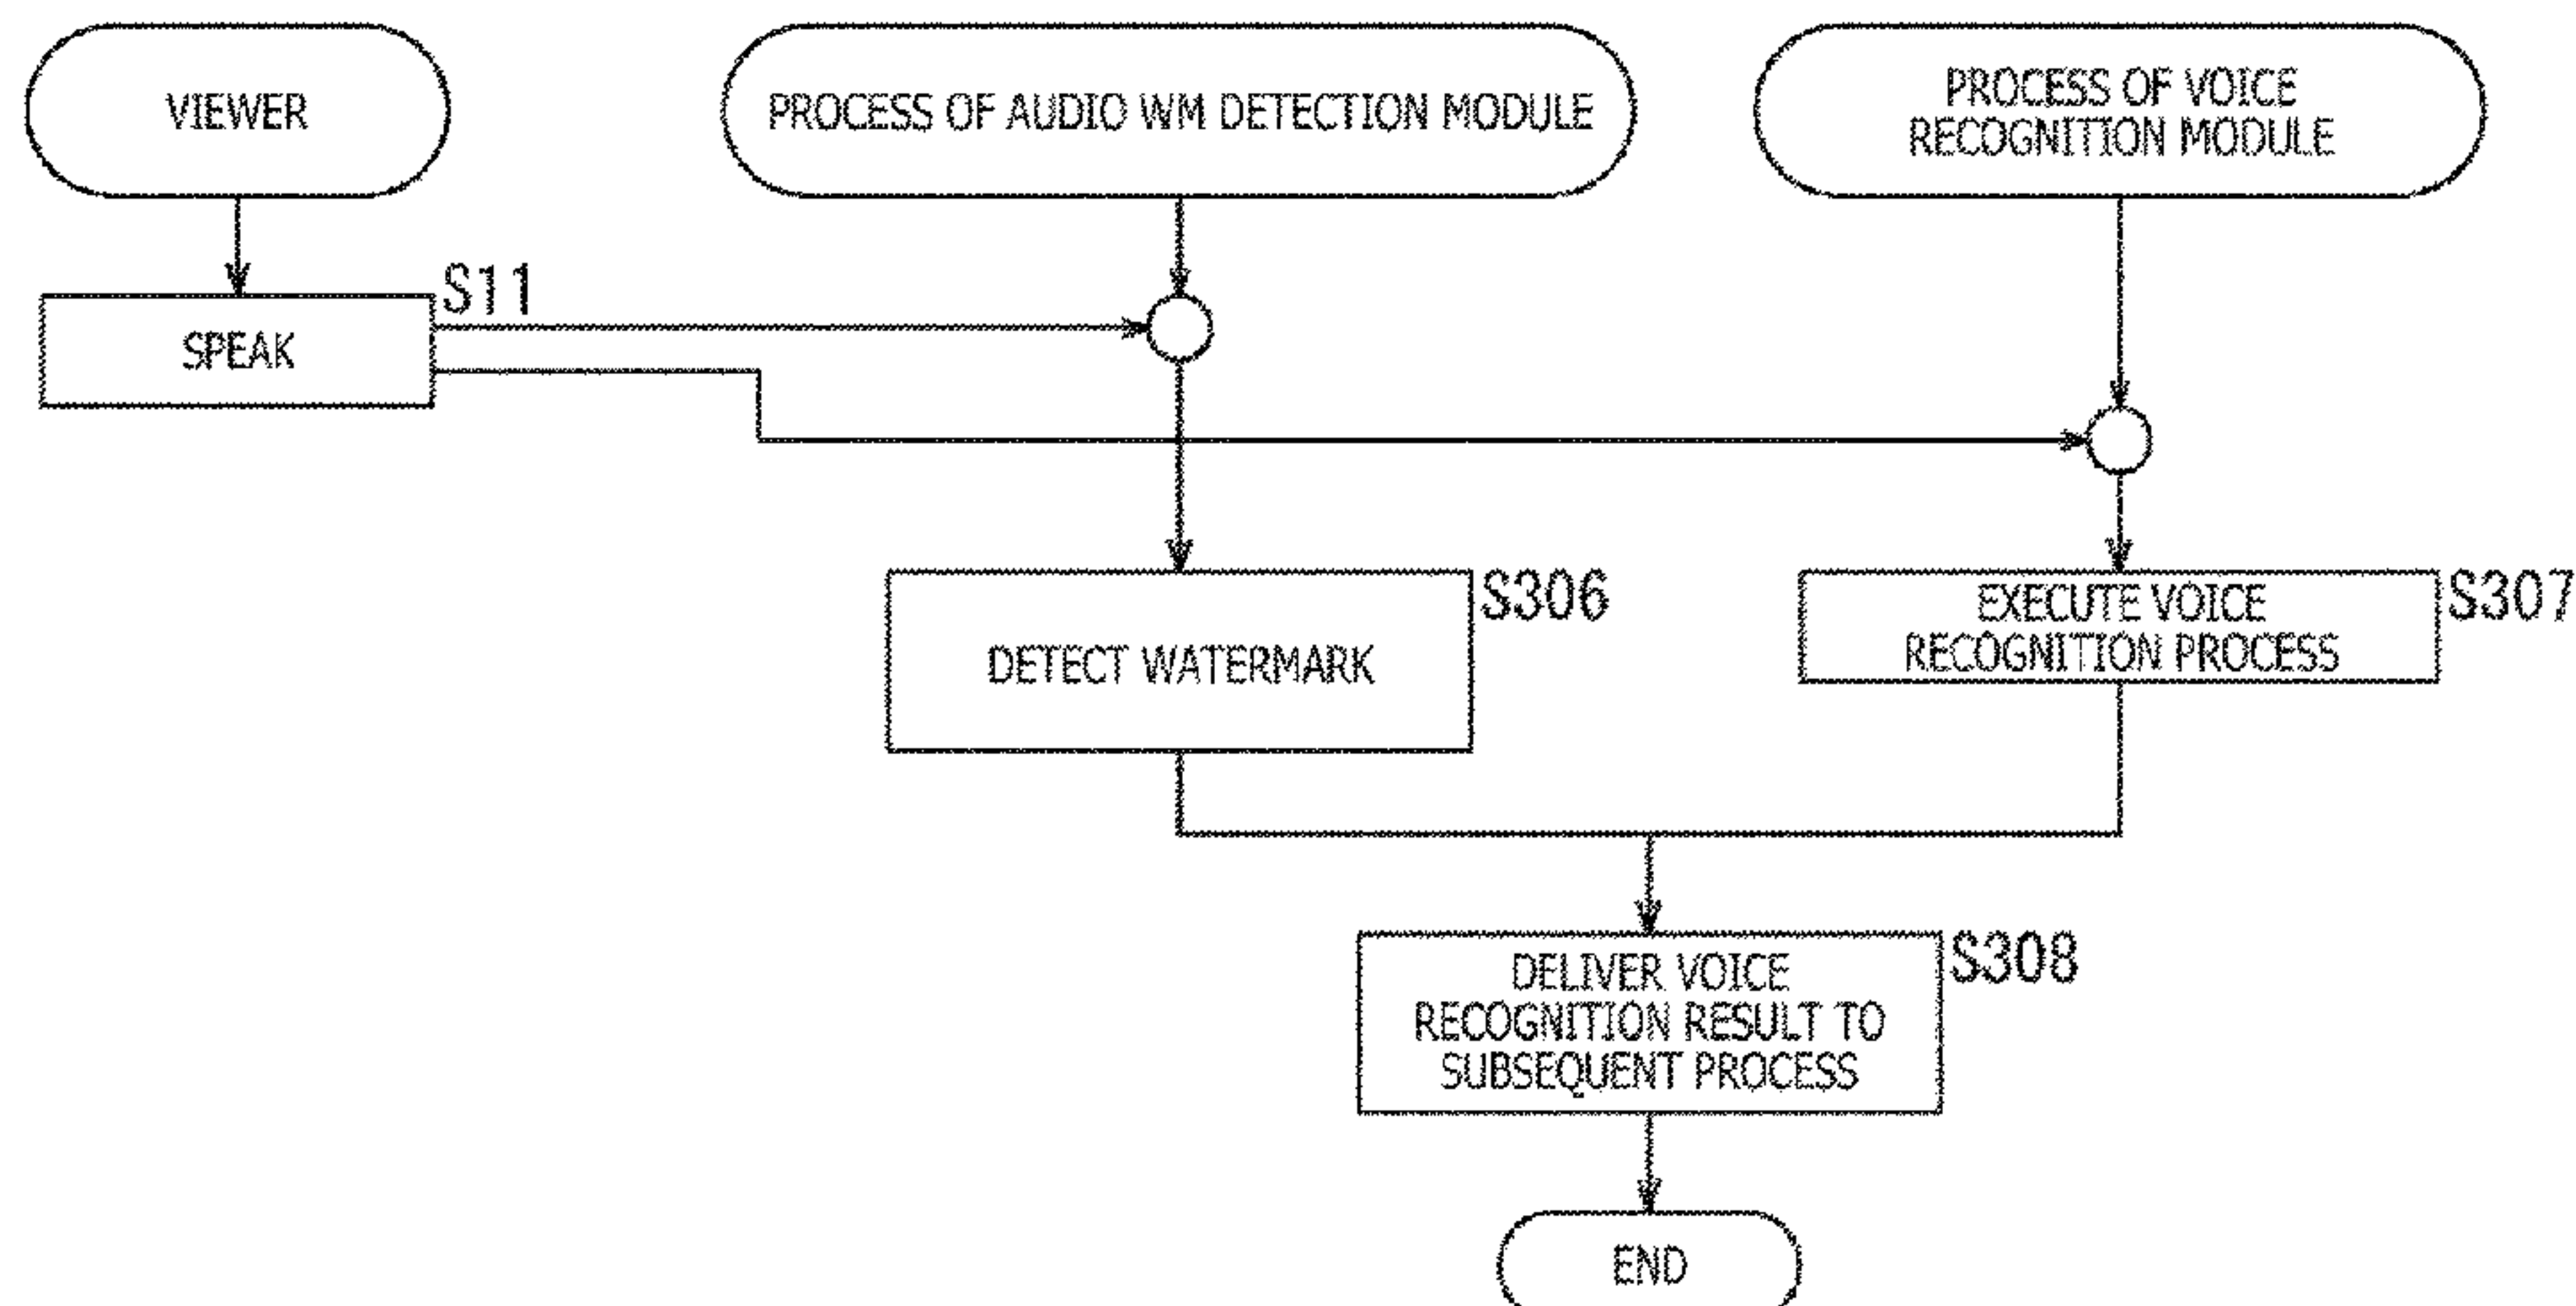 VIEWER
PROCESS OF AUDIO WM DETECTION MODULE
PROCESS OF VOICE
RECOGNITION MODULE
S11
SPEAK
S306
DETECT WATERMARK
S307
EXECUTE VOICE
RECOGNITION PROCESS
S308
DELIVER VOICE
RECOGNITION RESULT TO
SUBSEQUENT PROCESS
END